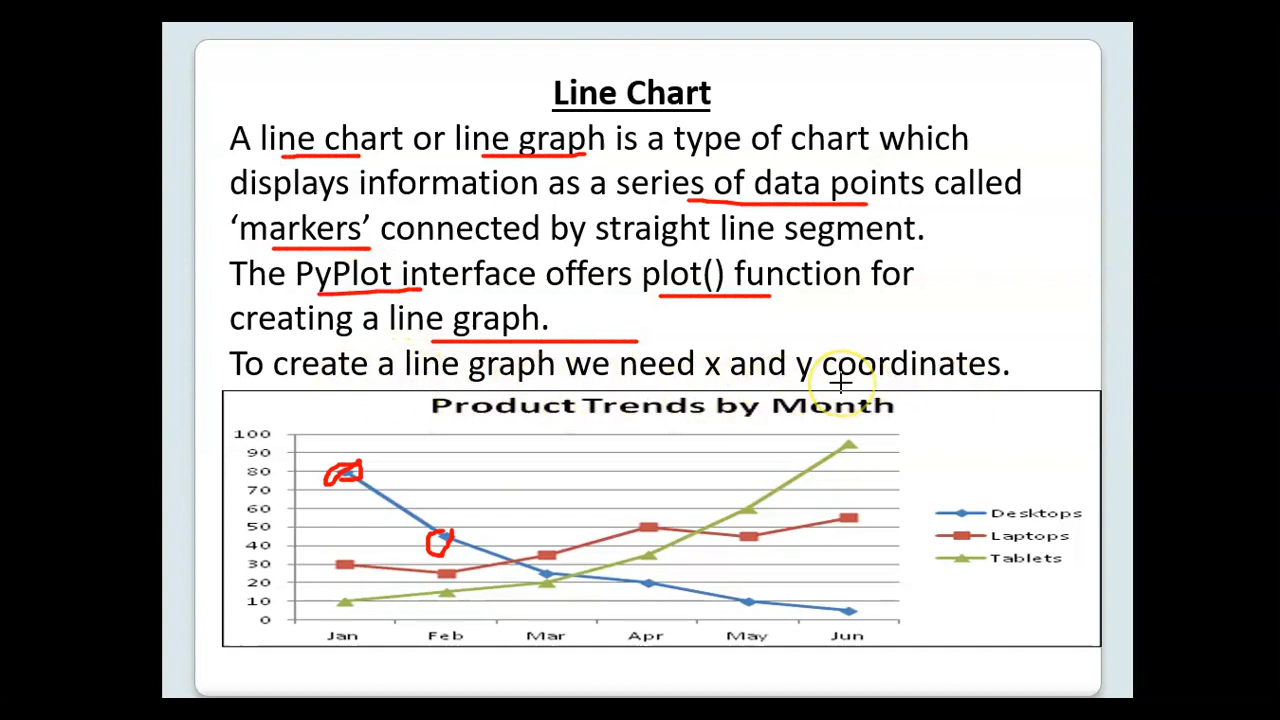 Line Chart
A line chart or line graph is a type of chart which
displays information as a series of data points called
‘markers’ connected by straight line segment.
The PyPlot interface offers plot() function for
creating a line graph.
To create a line graph we need x and y coordinates.
Product Trends by Month
100
90
80
70
60
50
40
30
20
10
0
Jan Feb Mar Apr May Jun
Desktops
Laptops
Tablets